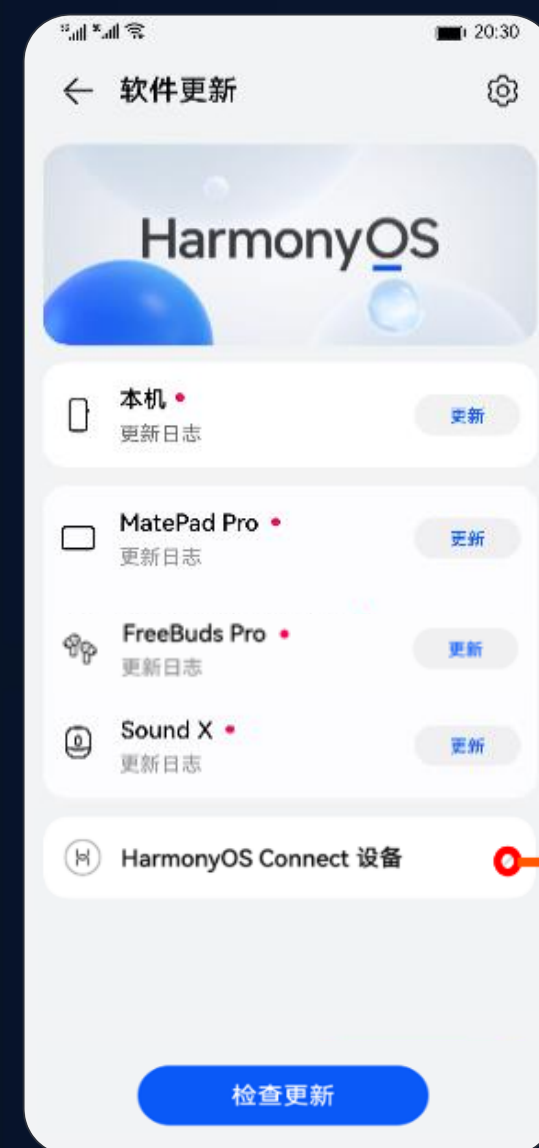 20:30
软件更新
HarmonyOS
本机
更新日志
更新
MatePad Pro
更新日志
更新
FreeBuds Pro
更新日志
更新
Sound X
更新日志
更新
HarmonyOS Connect 设备
检查更新